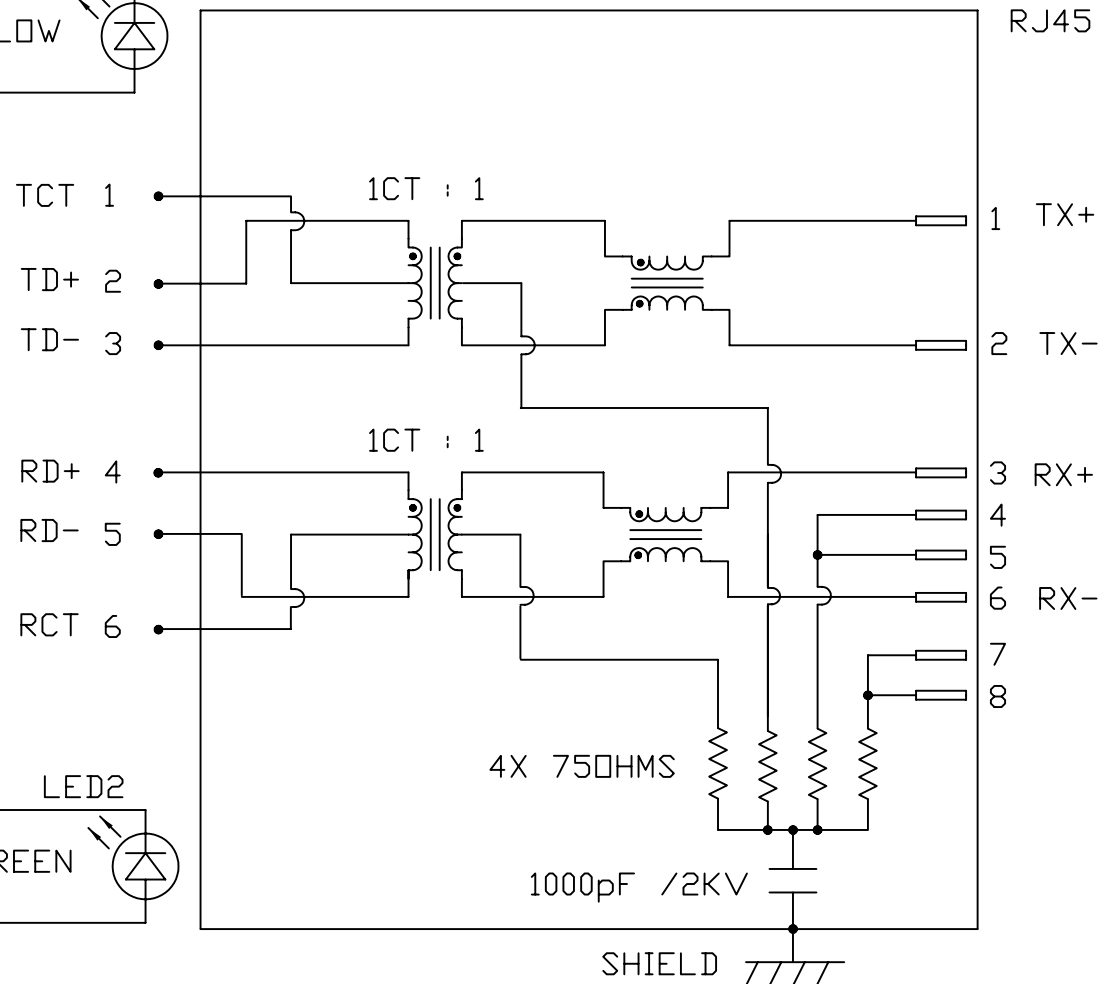 RJ45
LOW
TCT 1
1CT : 1
1 TX+
TD+ 2
TD- 3
2 TX-
1CT : 1
RD+ 4
3 RX+
4
RD- 5
5
6 RX-
RCT 6
7
8
4X 75OHMS
LED2
REEN
1000pF /2KV
SHIELD